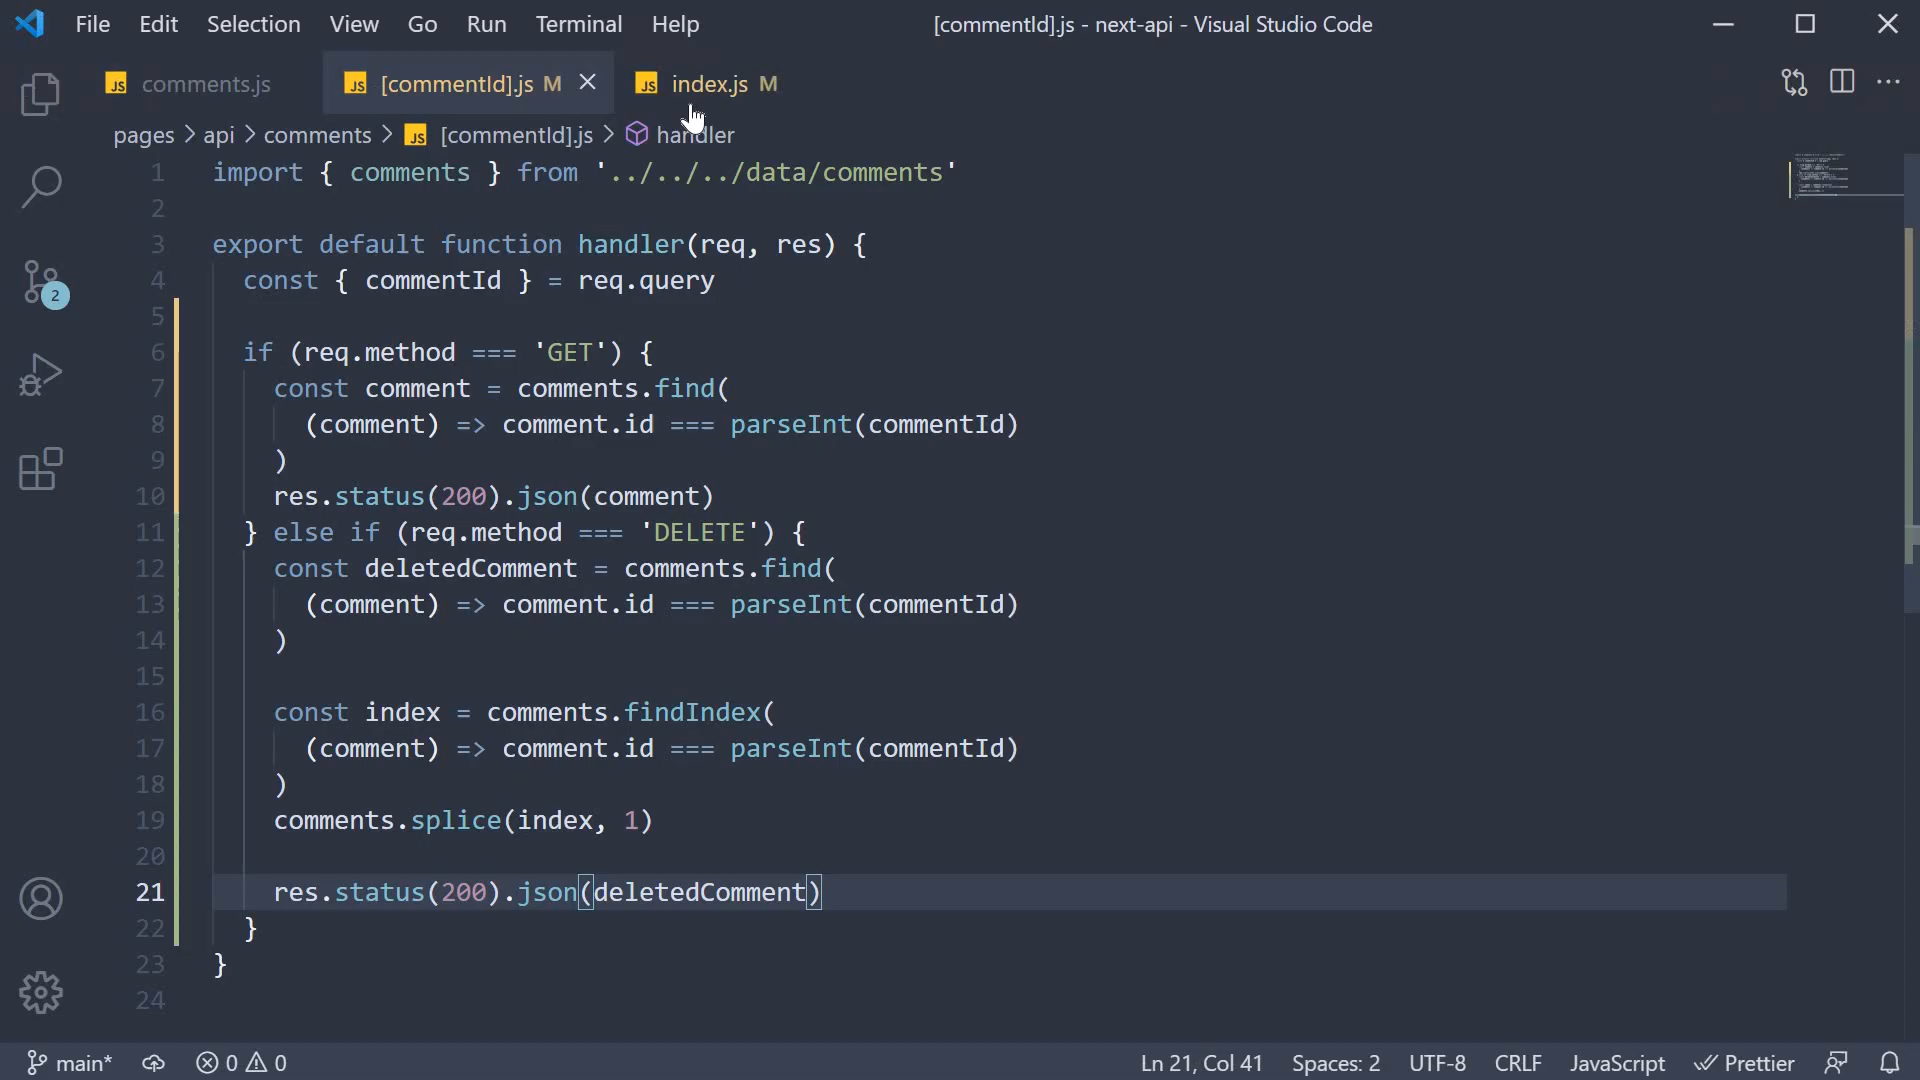 File Edit Selection View Go Run Terminal Help [commentId].js - next-api - Visual Studio Code
JS comments.js JS [commentId].js M JS index.js M
pages > api > comments > JS [commentId].js > handler
1 import { comments } from '../../../data/comments'
2
3 export default function handler(req, res) {
4 const { commentId } = req.query
5
6 if (req.method === 'GET') {
7 const comment = comments.find(
8 (comment) => comment.id === parseInt(commentId)
9 )
10 res.status(200).json(comment)
11 } else if (req.method === 'DELETE') {
12 const deletedComment = comments.find(
13 (comment) => comment.id === parseInt(commentId)
14 )
15
16 const index = comments.findIndex(
17 (comment) => comment.id === parseInt(commentId)
18 )
19 comments.splice(index, 1)
20
21 res.status(200).json(deletedComment)
22 }
23 }
24
2
main* 0 0 Ln 21, Col 41 Spaces: 2 UTF-8 CRLF JavaScript Prettier